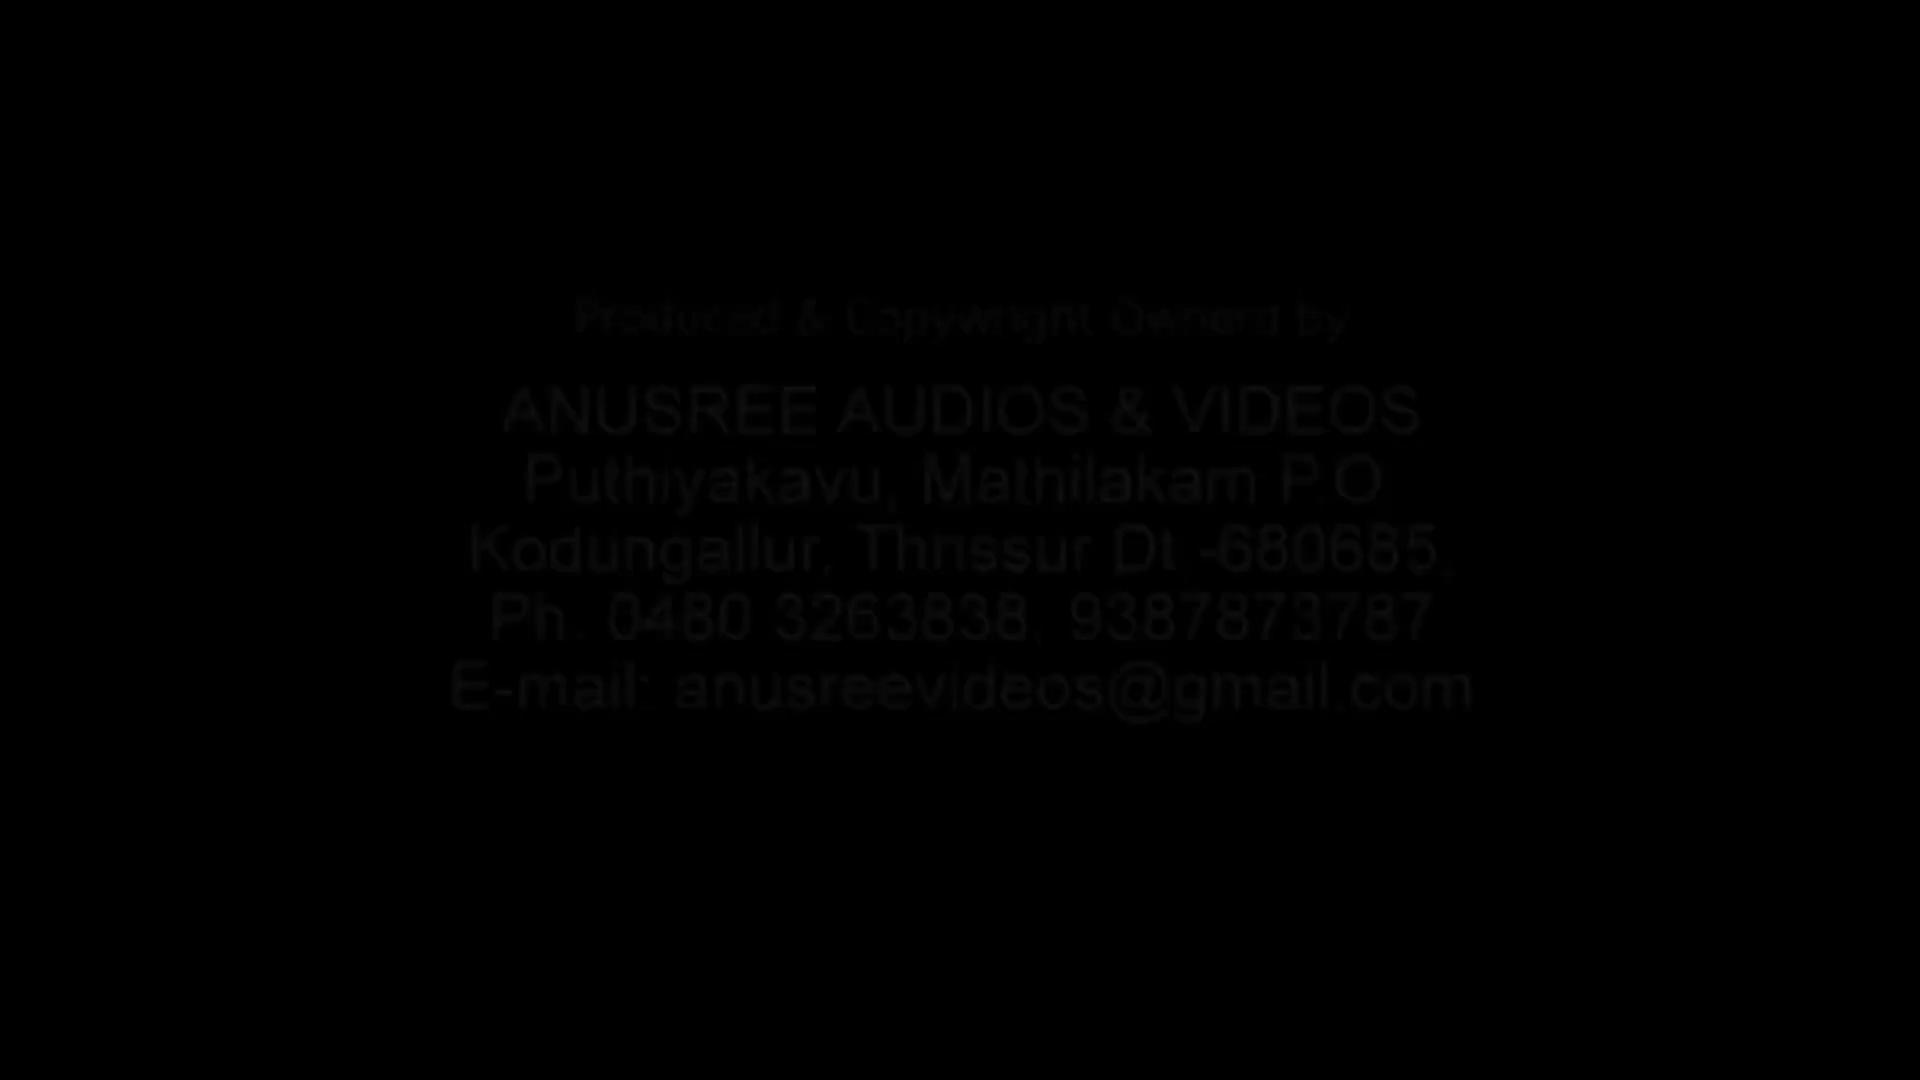 Produced & Copywright Ownerd by
ANUSREE AUDIOS & VIDEOS
Puthiyakavu, Mathilakam P.O
Kodungallur, Thrissur Dt -680685,
Ph. 0480 3263838, 9387873787
E-mail: anusreevideos@gmail.com